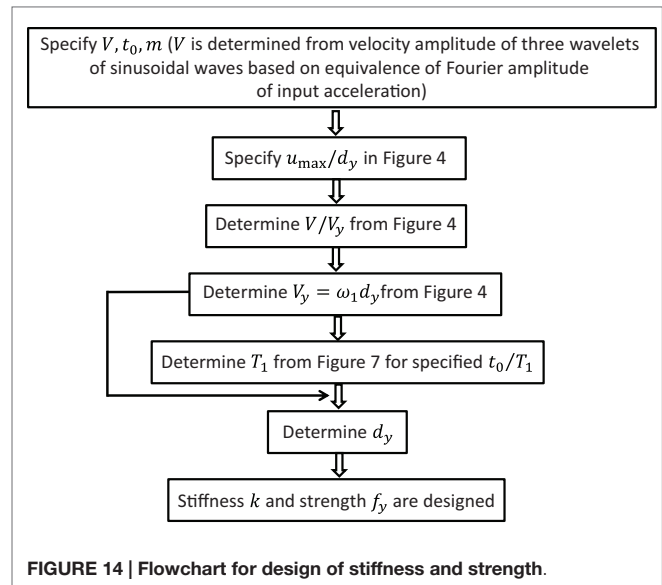 Specify V, t₀, m (V is determined from velocity amplitude of three wavelets
of sinusoidal waves based on equivalence of Fourier amplitude
of input acceleration)
Specify u_max/d_y in Figure 4
Determine V/V_y from Figure 4
Determine V_y = ω₁d_y from Figure 4
Determine T₁ from Figure 7 for specified t₀/T₁
Determine d_y
Stiffness k and strength f_y are designed
FIGURE 14 | Flowchart for design of stiffness and strength.